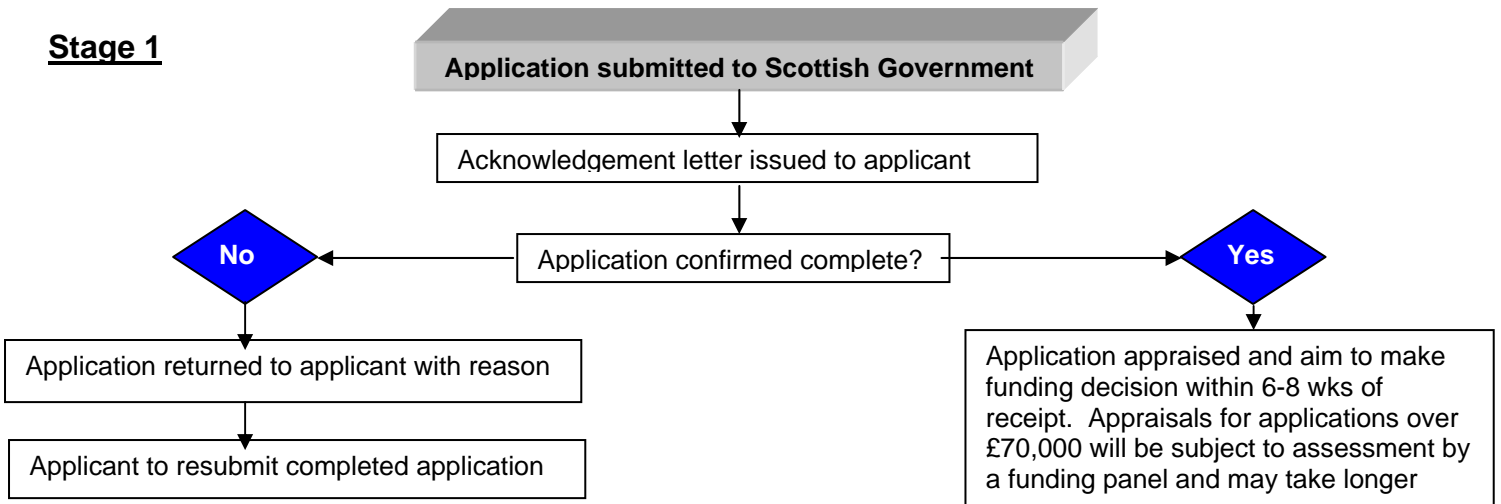 Stage 1
Application submitted to Scottish Government
Acknowledgement letter issued to applicant
No
Application confirmed complete?
Yes
Application returned to applicant with reason
Applicant to resubmit completed application
Application appraised and aim to make
funding decision within 6-8 wks of
receipt. Appraisals for applications over
£70,000 will be subject to assessment by
a funding panel and may take longer